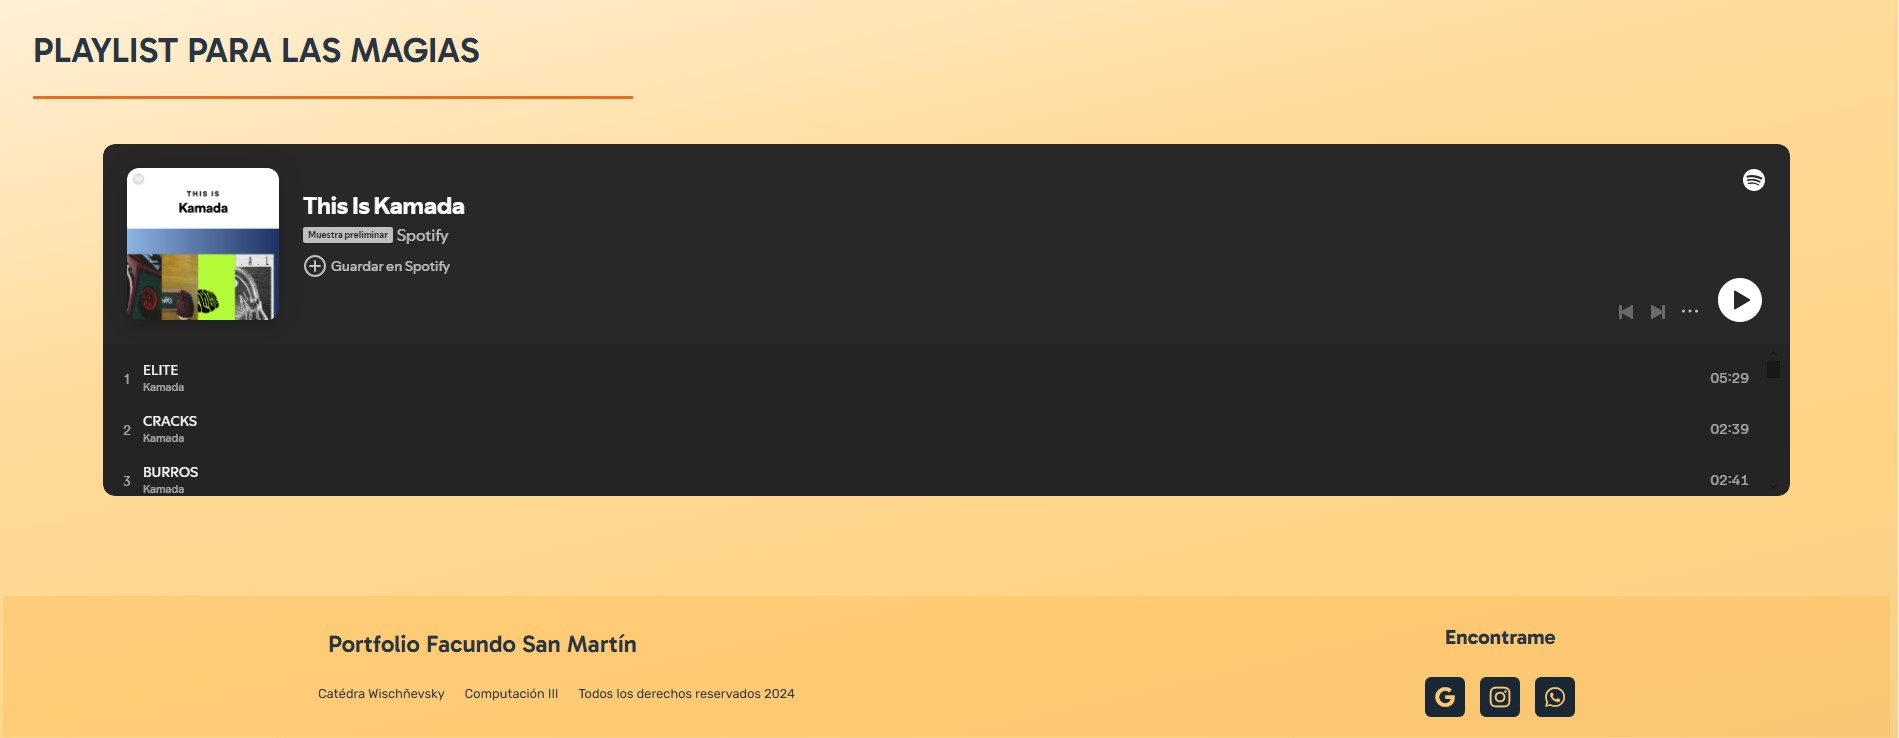 PLAYLIST PARA LAS MAGIAS
THIS IS
Kamada
This Is Kamada
Muestra preliminar Spotify
Guardar en Spotify
1 ELITE 05:29
Kamada
2 CRACKS 02:39
Kamada
3 BURROS 02:41
Kamada
Portfolio Facundo San Martín
Catédra Wischñevsky Computación III Todos los derechos reservados 2024
Encontrame